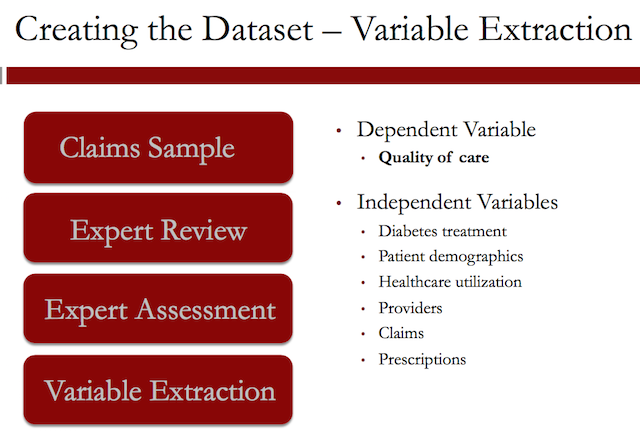 Creating the Dataset – Variable Extraction
Claims Sample
Expert Review
Expert Assessment
Variable Extraction
• Dependent Variable
• Quality of care
• Independent Variables
• Diabetes treatment
• Patient demographics
• Healthcare utilization
• Providers
• Claims
• Prescriptions